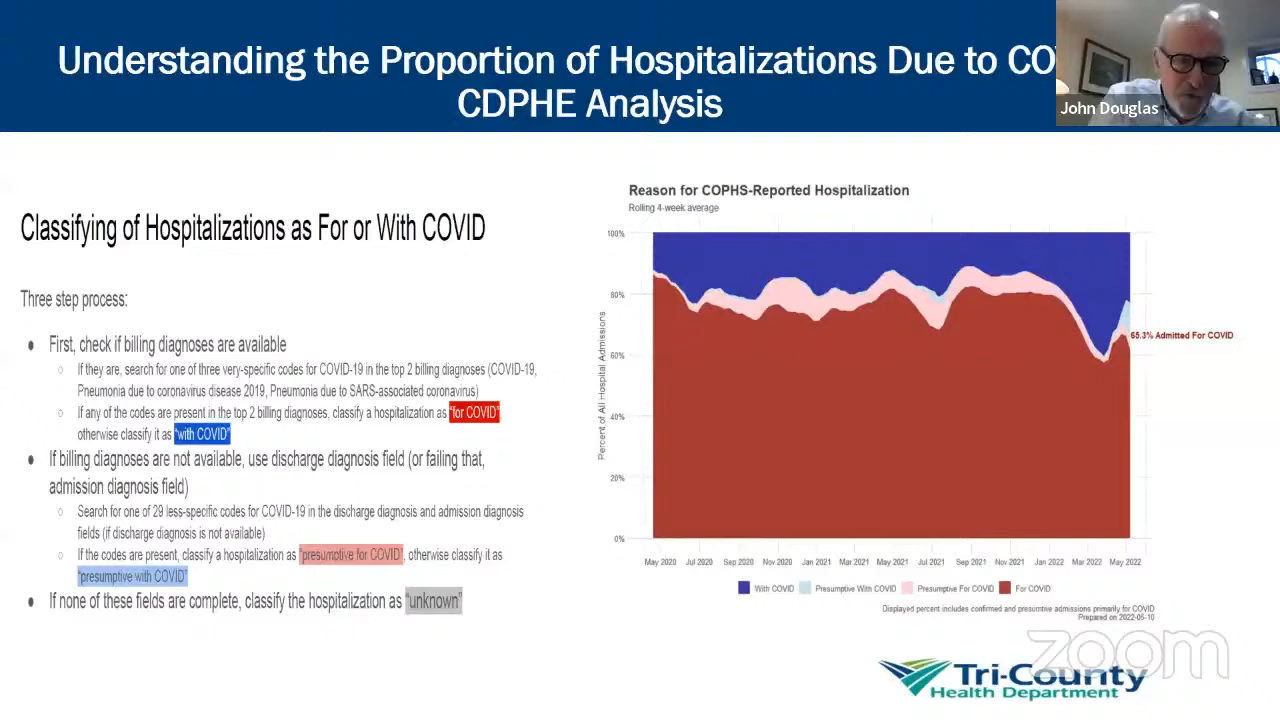 Understanding the Proportion of Hospitalizations Due to CO
CDPHE Analysis
John Douglas
Classifying of Hospitalizations as For or With COVID
Three step process:
● First, check if billing diagnoses are available
○ If they are, search for one of three very-specific codes for COVID-19 in the top 2 billing diagnoses (COVID-19,
Pneumonia due to coronavirus disease 2019, Pneumonia due to SARS-associated coronavirus)
○ If any of the codes are present in the top 2 billing diagnoses, classify a hospitalization as "for COVID",
otherwise classify it as "with COVID"
● If billing diagnoses are not available, use discharge diagnosis field (or failing that,
admission diagnosis field)
○ Search for one of 29 less-specific codes for COVID-19 in the discharge diagnosis and admission diagnosis
fields (if discharge diagnosis is not available)
○ If the codes are present, classify a hospitalization as "presumptive for COVID", otherwise classify it as
"presumptive with COVID"
● If none of these fields are complete, classify the hospitalization as "unknown"
Reason for COPHS-Reported Hospitalization
Rolling 4-week average
Percent of All Hospital Admissions
100%
80%
60%
40%
20%
0%
65.3% Admitted For COVID
May 2020 Jul 2020 Sep 2020 Nov 2020 Jan 2021 Mar 2021 May 2021 Jul 2021 Sep 2021 Nov 2021 Jan 2022 Mar 2022 May 2022
With COVID Presumptive With COVID Presumptive For COVID For COVID
Displayed percent includes confirmed and presumtive admissions primarily for COVID
Prepared on 2022-05-10
zoom
Tri-County
Health Department